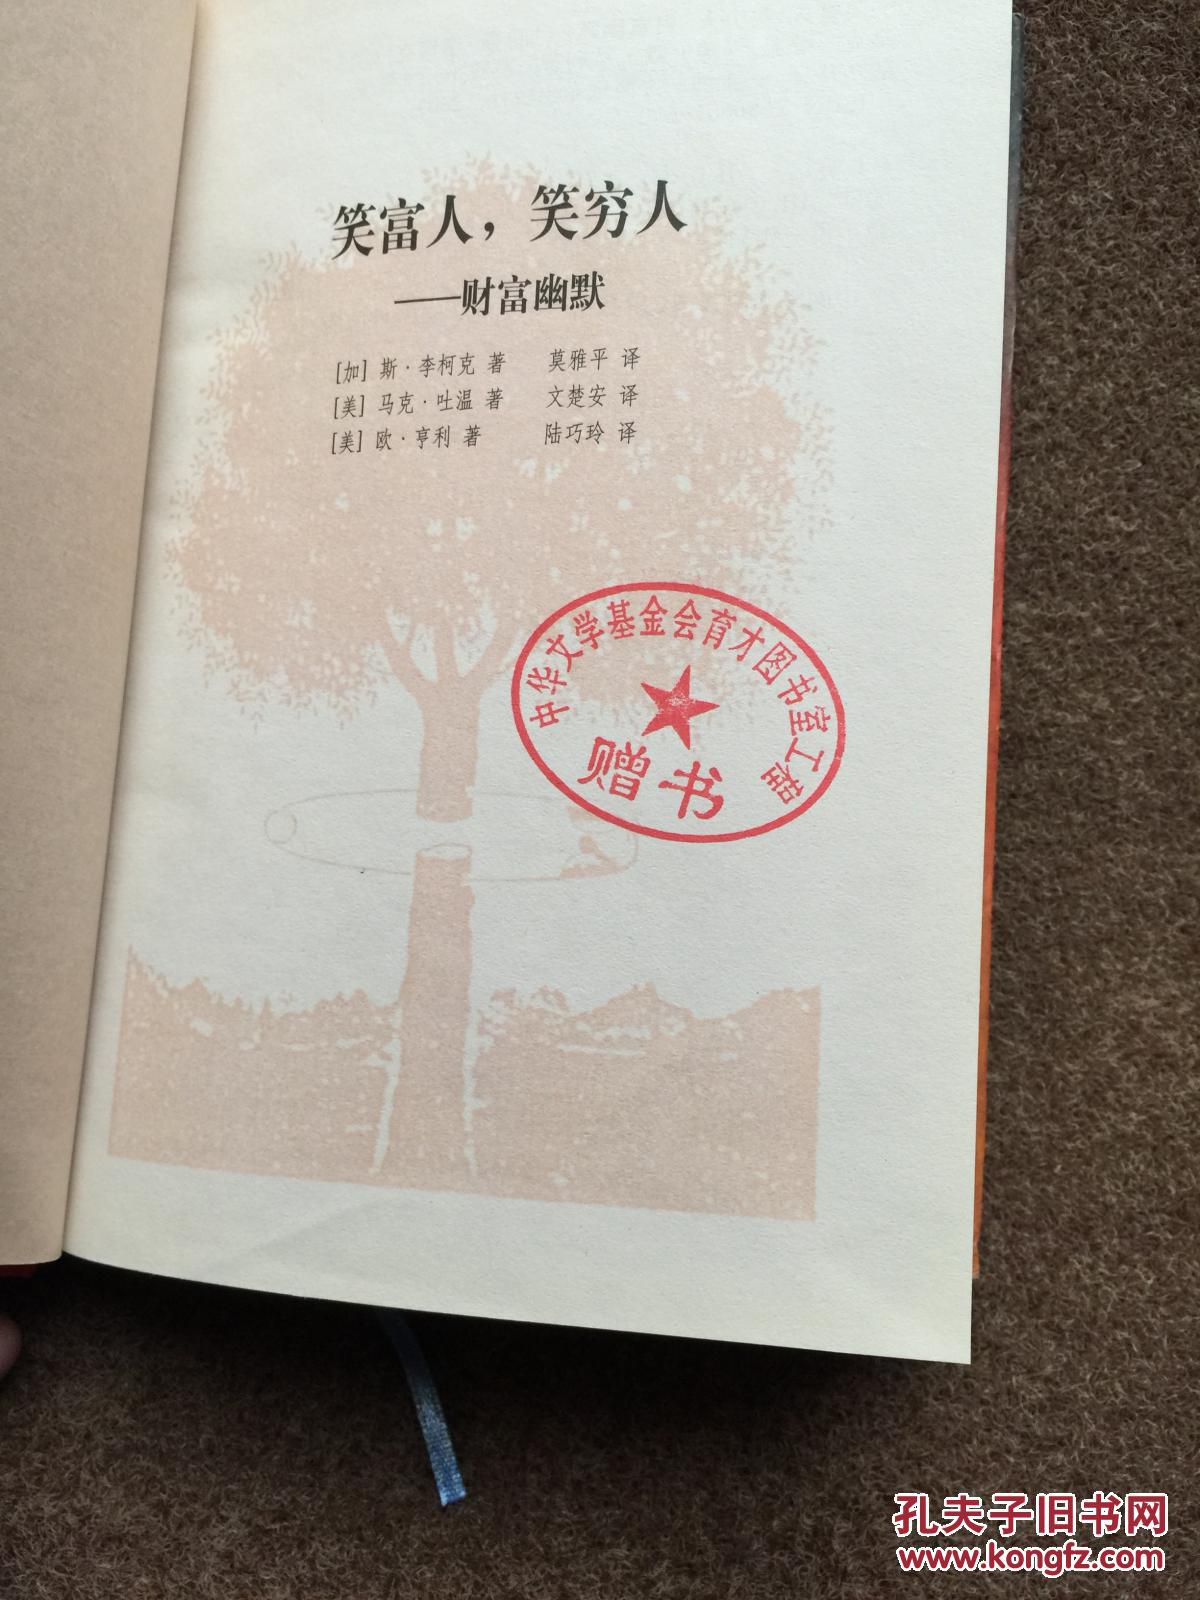 笑富人，笑穷人
——财富幽默
[加] 斯·李柯克 著 莫雅平 译
[美] 马克·吐温 著 文楚安 译
[美] 欧·亨利 著 陆巧玲 译
中华文学基金会育才图书室工程
赠书
孔夫子旧书网
www.kongfz.com